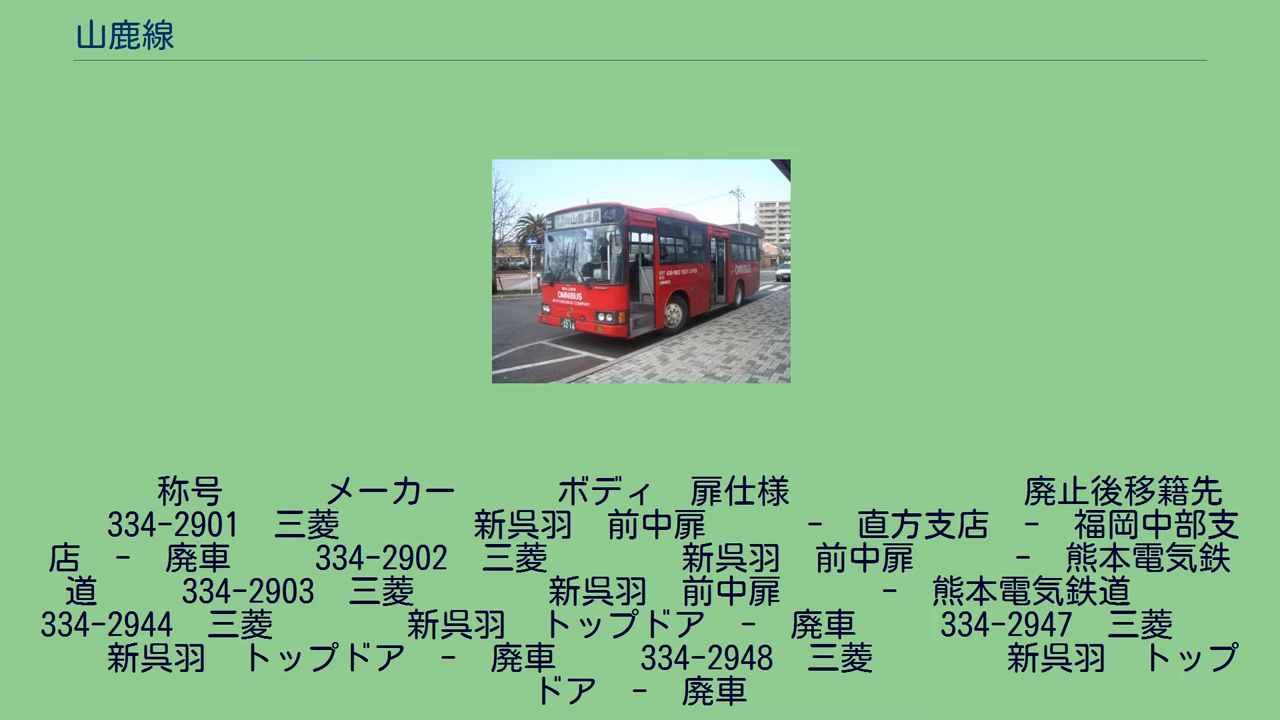 山鹿線
山鹿温泉
OMNIBUS
OMNIBUS
称号 メーカー ボディ 扉仕様 廃止後移籍先
334-2901 三菱 新呉羽 前中扉 - 直方支店 - 福岡中部支
店 - 廃車 334-2902 三菱 新呉羽 前中扉 - 熊本電気鉄
道 334-2903 三菱 新呉羽 前中扉 - 熊本電気鉄道
334-2944 三菱 新呉羽 トップドア - 廃車 334-2947 三菱
新呉羽 トップドア - 廃車 334-2948 三菱 新呉羽 トップ
ドア - 廃車